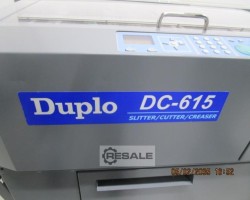 Duplo DC-615
SLITTER/CUTTER/CREASER
RESALE